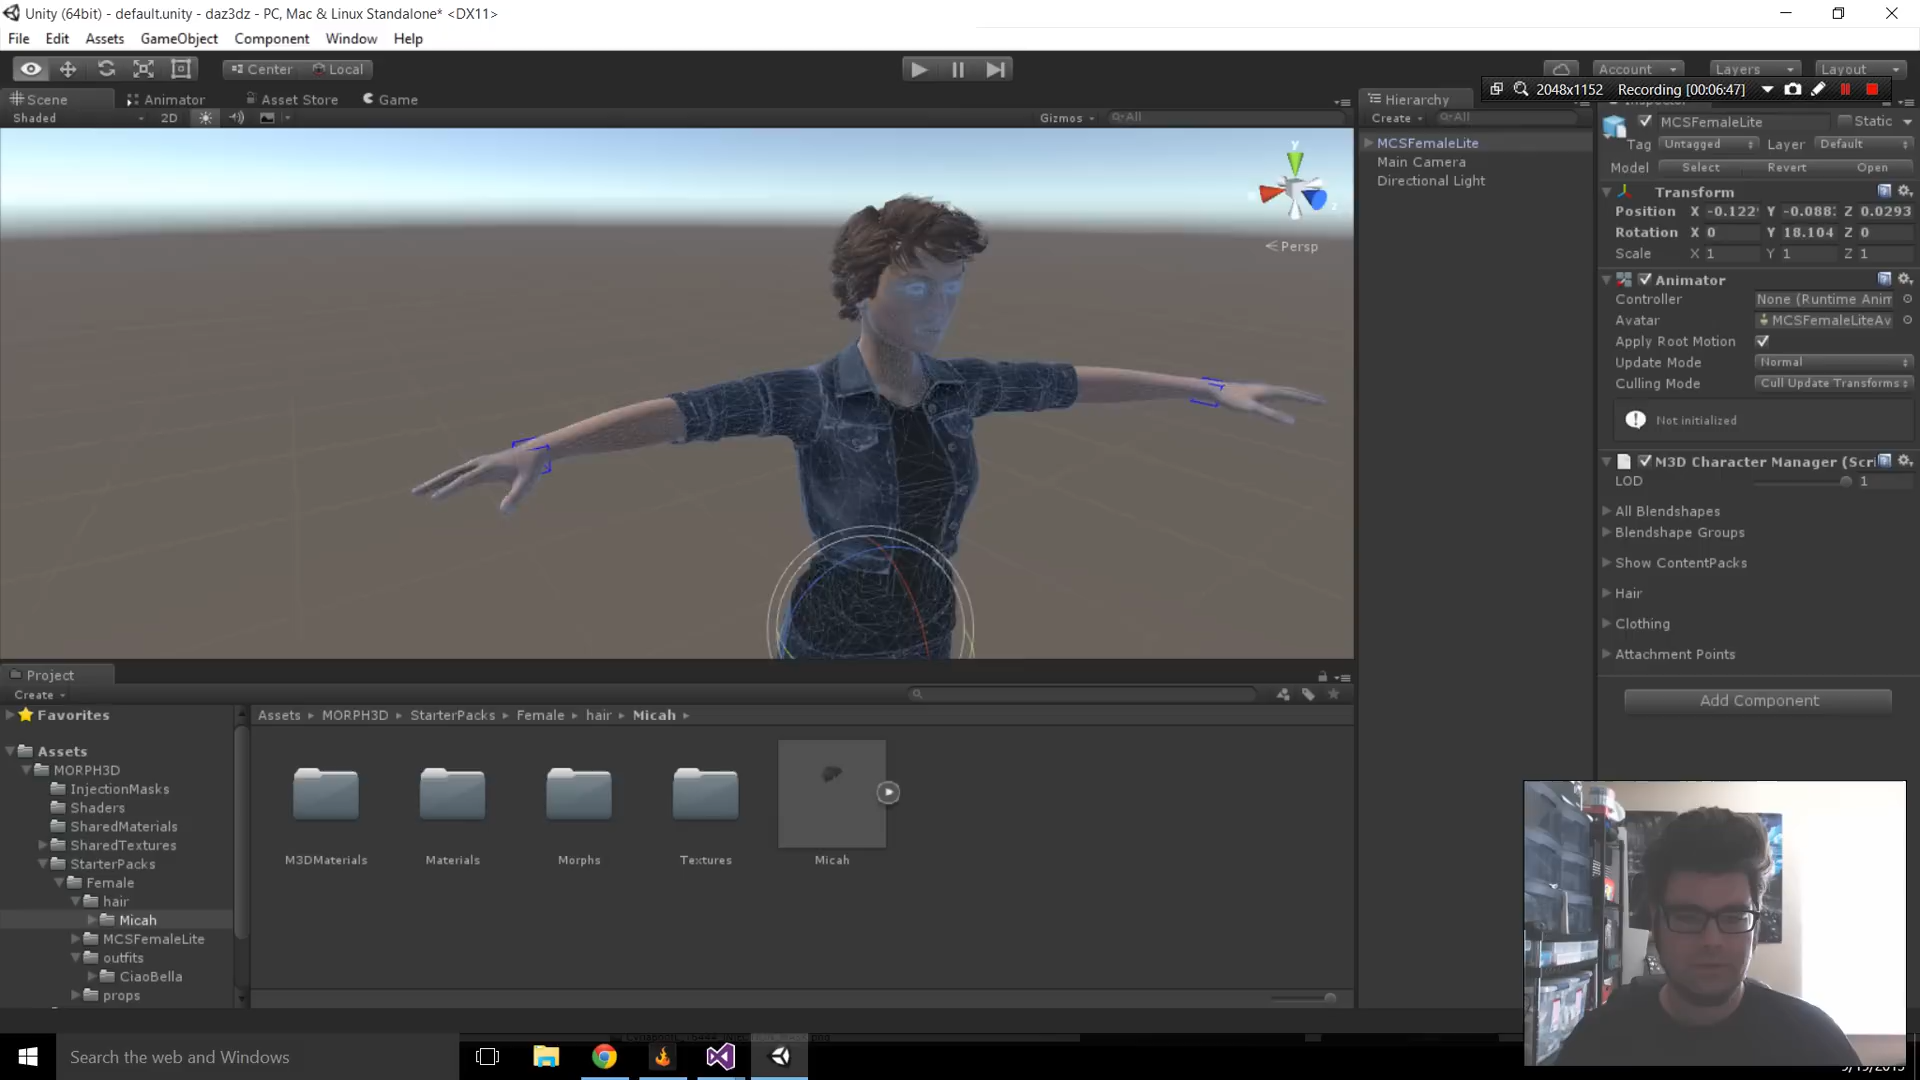 Unity (64bit) - default.unity - daz3dz - PC, Mac & Linux Standalone* <DX11>
File Edit Assets GameObject Component Window Help
Center Local
Account Layers Layout
2048x1152 Recording [00:06:47]
Scene Animator Asset Store Game
Shaded 2D Gizmos All
Persp
y
Hierarchy
Create All
MCSFemaleLite
Main Camera
Directional Light
MCSFemaleLite Static
Tag Untagged Layer Default
Model Select Revert Open
Transform
Position X -0.122 Y -0.088 Z 0.0293
Rotation X 0 Y 18.104 Z 0
Scale X 1 Y 1 Z 1
Animator
Controller None (Runtime Anim
Avatar MCSFemaleLiteAv
Apply Root Motion
Update Mode Normal
Culling Mode Cull Update Transforms
Not initialized
M3D Character Manager (Scri
LOD 1
All Blendshapes
Blendshape Groups
Show ContentPacks
Hair
Clothing
Attachment Points
Add Component
Project
Create
Favorites
Assets
MORPH3D
InjectionMasks
Shaders
SharedMaterials
SharedTextures
StarterPacks
Female
hair
Micah
MCSFemaleLite
outfits
CiaoBella
props
Assets MORPH3D StarterPacks Female hair Micah
M3DMaterials Materials Morphs Textures Micah
Search the web and Windows